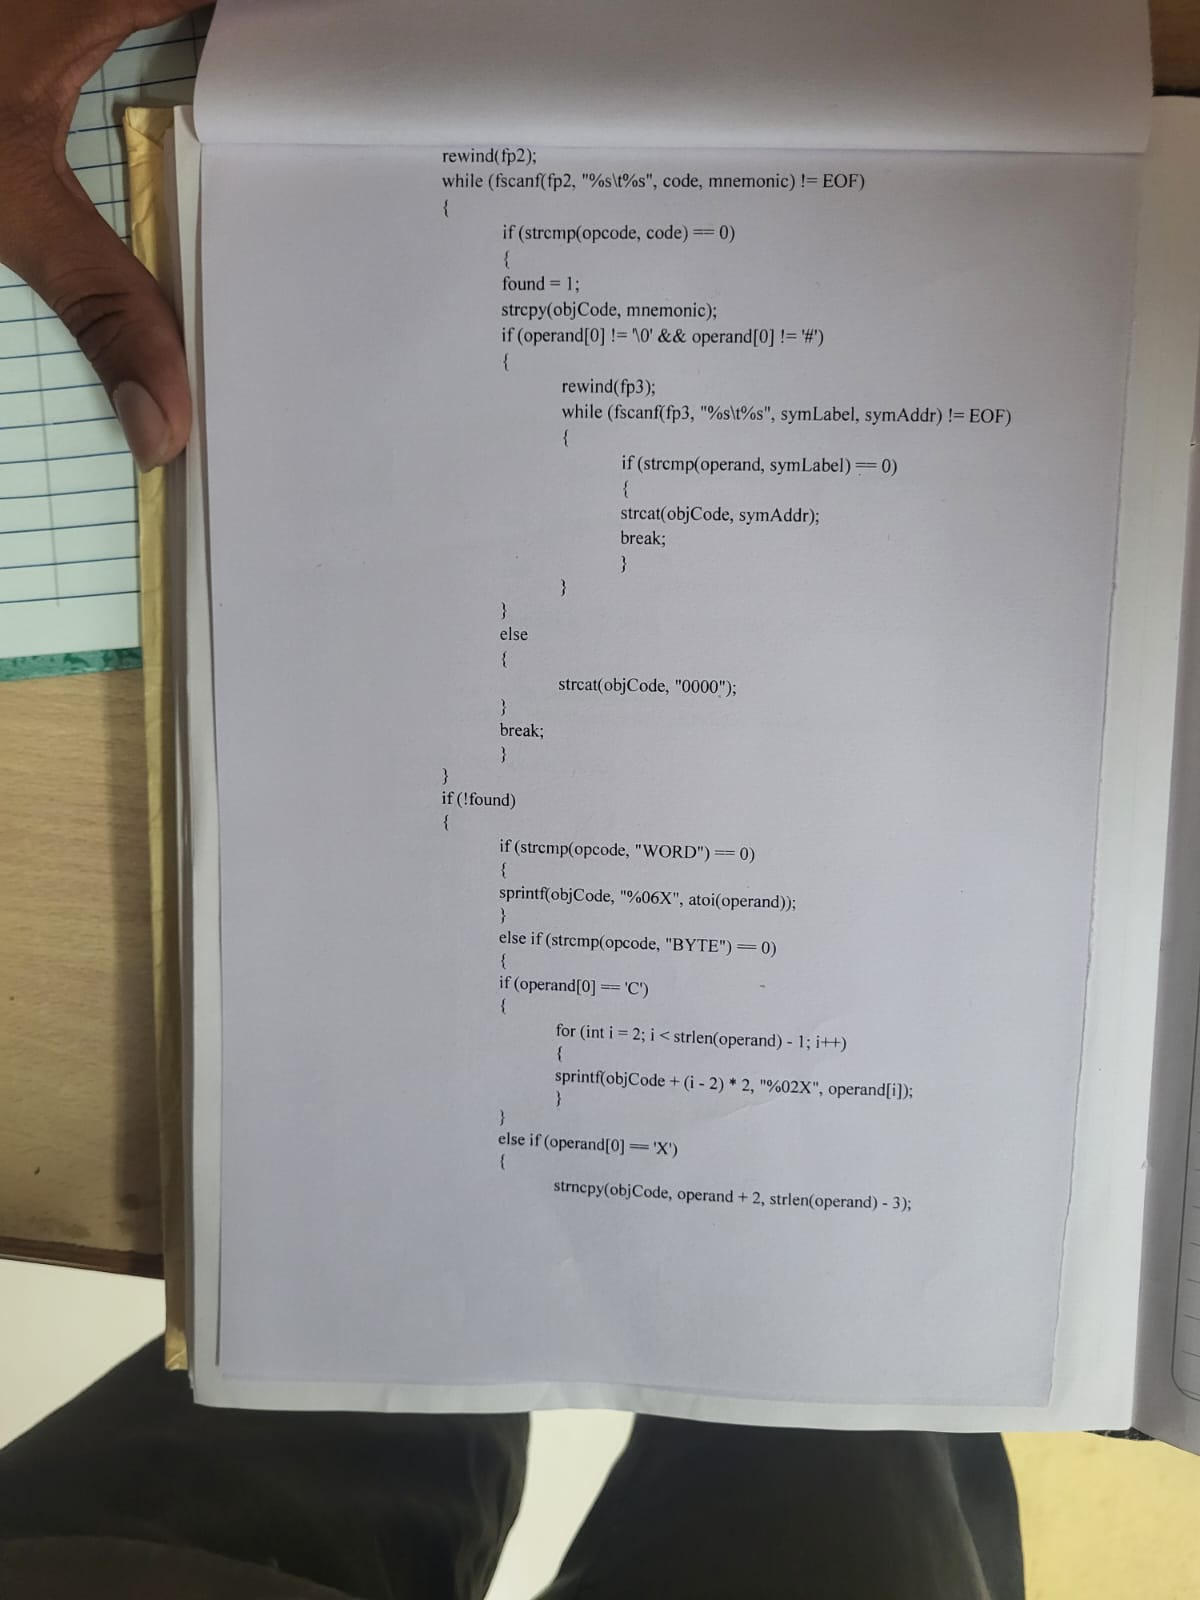 rewind(fp2);
while (fscanf(fp2, "%s\t%s", code, mnemonic) != EOF)
{
if (strcmp(opcode, code) == 0)
{
found = 1;
strcpy(objCode, mnemonic);
if (operand[0] != '\0' && operand[0] != '#')
{
rewind(fp3);
while (fscanf(fp3, "%s\t%s", symLabel, symAddr) != EOF)
{
if (strcmp(operand, symLabel) == 0)
{
strcat(objCode, symAddr);
break;
}
}
}
else
{
strcat(objCode, "0000");
}
break;
}
}
if (!found)
{
if (strcmp(opcode, "WORD") == 0)
{
sprintf(objCode, "%06X", atoi(operand));
}
else if (strcmp(opcode, "BYTE") == 0)
{
if (operand[0] == 'C')
{
for (int i = 2; i < strlen(operand) - 1; i++)
{
sprintf(objCode + (i - 2) * 2, "%02X", operand[i]);
}
}
else if (operand[0] == 'X')
{
strncpy(objCode, operand + 2, strlen(operand) - 3);